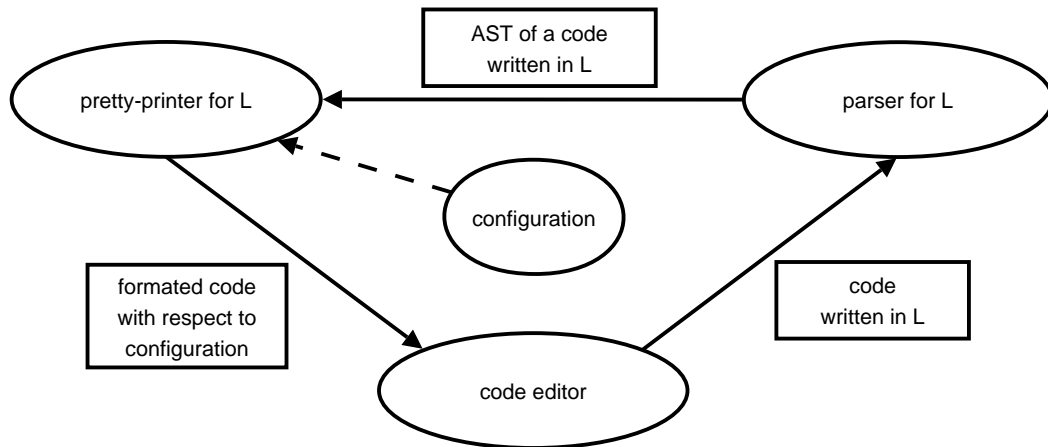 AST of a code
written in L
pretty-printer for L
parser for L
configuration
formated code
with respect to
configuration
code
written in L
code editor